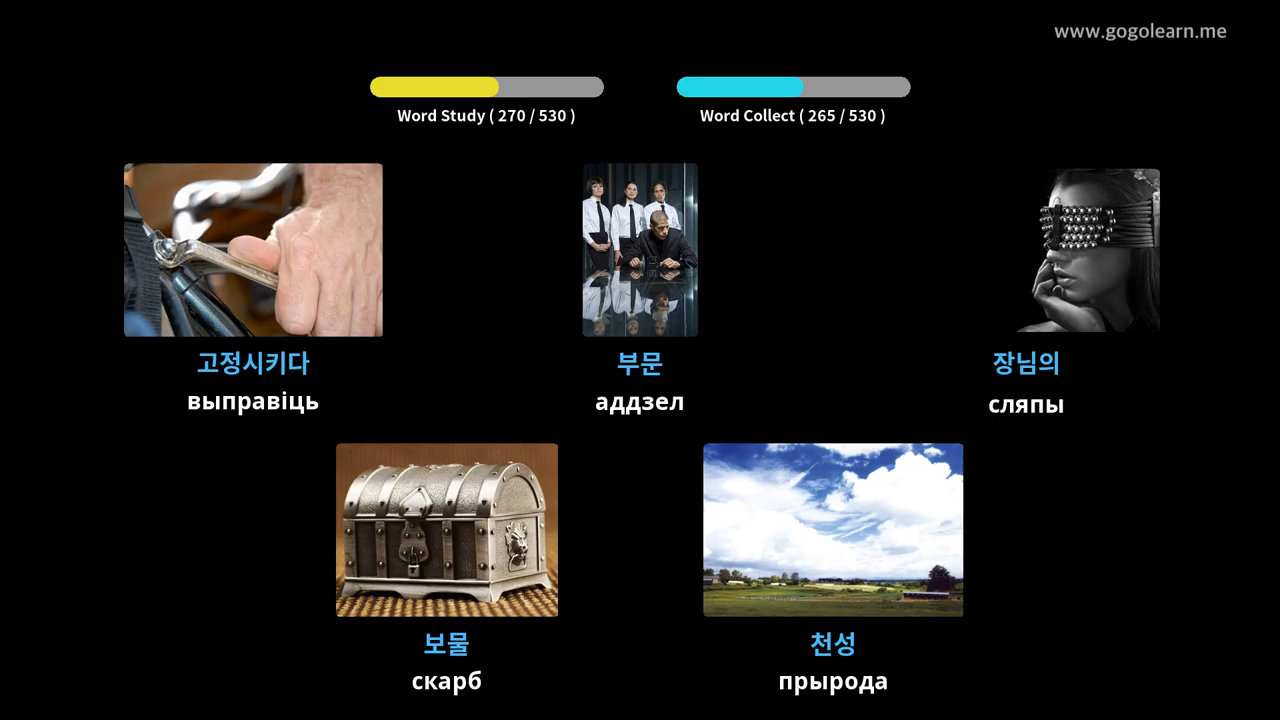 www.gogolearn.me
Word Study ( 270 / 530 )
Word Collect ( 265 / 530 )
고정시키다
выправіць
부문
аддзел
장님의
сляпы
보물
скарб
천성
прырода